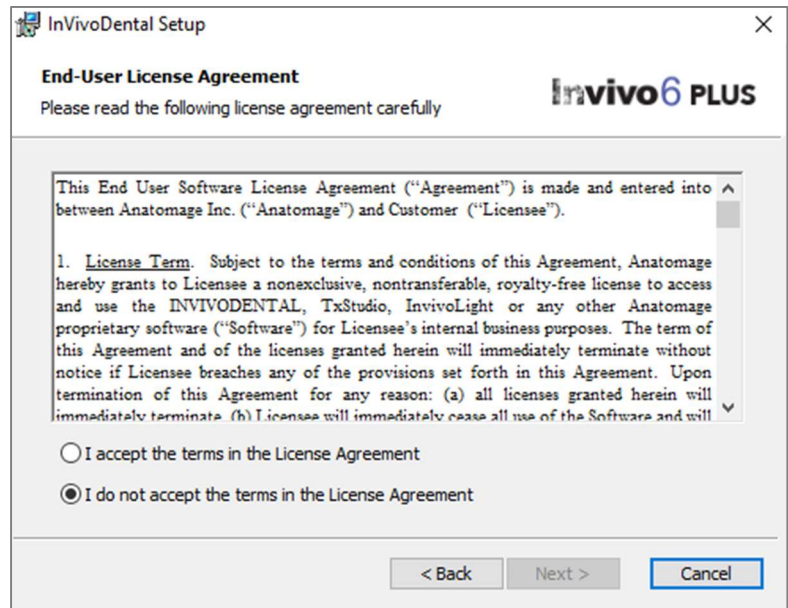 InVivoDental Setup
End-User License Agreement
Please read the following license agreement carefully
Invivo6 PLUS
This End User Software License Agreement (“Agreement”) is made and entered into
between Anatomage Inc. (“Anatomage”) and Customer (“Licensee”).
1. License Term. Subject to the terms and conditions of this Agreement, Anatomage
hereby grants to Licensee a nonexclusive, nontransferable, royalty-free license to access
and use the INVIVODENTAL, TxStudio, InvivoLight or any other Anatomage
proprietary software (“Software”) for Licensee’s internal business purposes. The term of
this Agreement and of the licenses granted herein will immediately terminate without
notice if Licensee breaches any of the provisions set forth in this Agreement. Upon
termination of this Agreement for any reason: (a) all licenses granted herein will
immediately terminate, (b) Licensee will immediately cease all use of the Software and will
I accept the terms in the License Agreement
I do not accept the terms in the License Agreement
< Back Next > Cancel